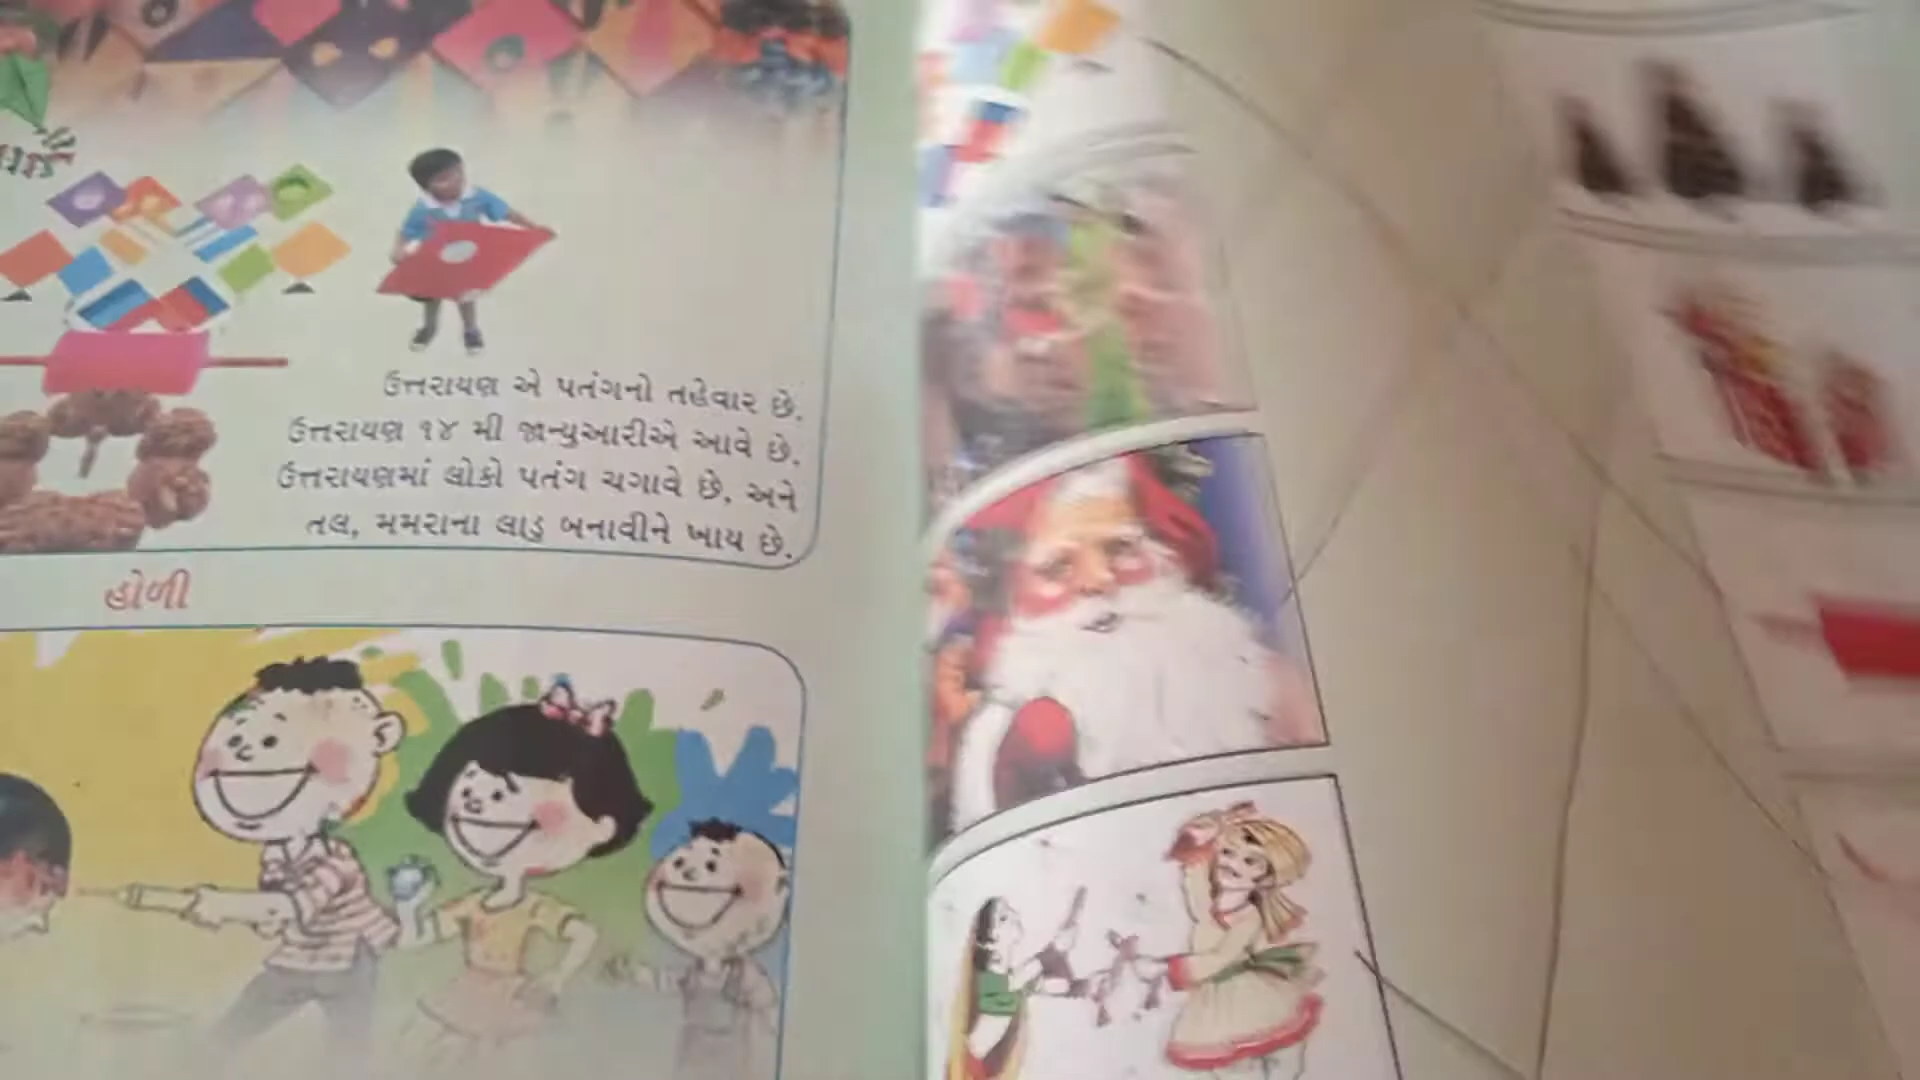 ઉત્તરાયણ એ પતંગનો તહેવાર છે.
ઉત્તરાયણ ૧૪ મી જાન્યુઆરીએ આવે છે.
ઉત્તરાયણમાં લોકો પતંગ ચગાવે છે. અને
તલ, મમરાના લાડુ બનાવીને ખાય છે.
હોળી